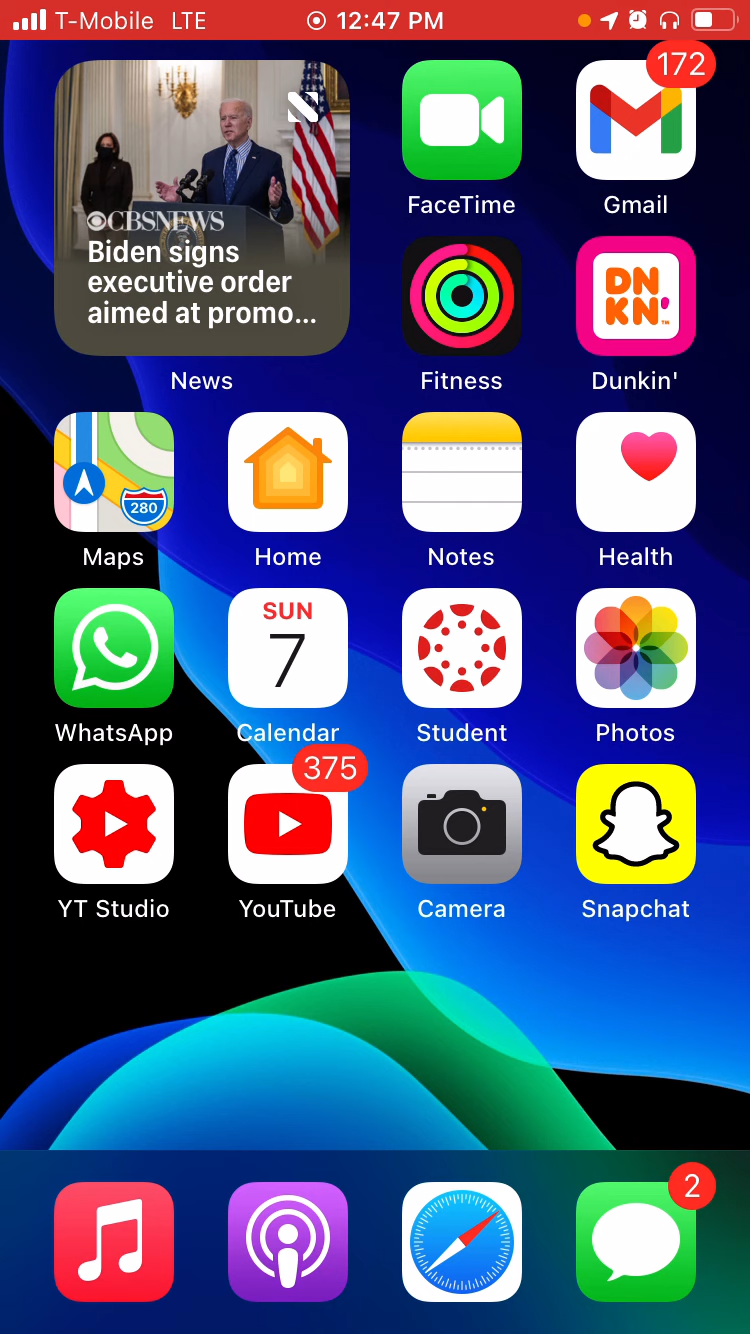 T-Mobile LTE 12:47 PM
172
CBSNEWS
Biden signs
executive order
aimed at promo...
News
FaceTime
Gmail
DN
KN'
™
Fitness
Dunkin'
280
Maps
Home
Notes
Health
SUN
7
WhatsApp
Calendar
Student
Photos
375
YT Studio
YouTube
Camera
Snapchat
2